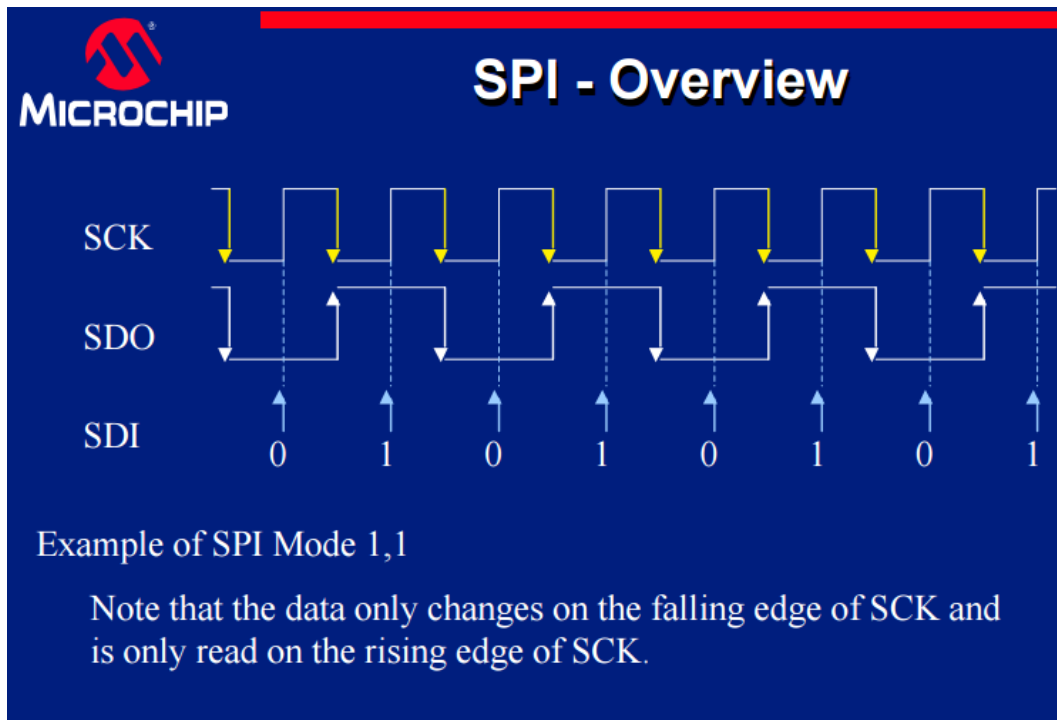 MICROCHIP
®
SPI - Overview
SCK
SDO
SDI
0 1 0 1 0 1 0 1
Example of SPI Mode 1,1
Note that the data only changes on the falling edge of SCK and
is only read on the rising edge of SCK.